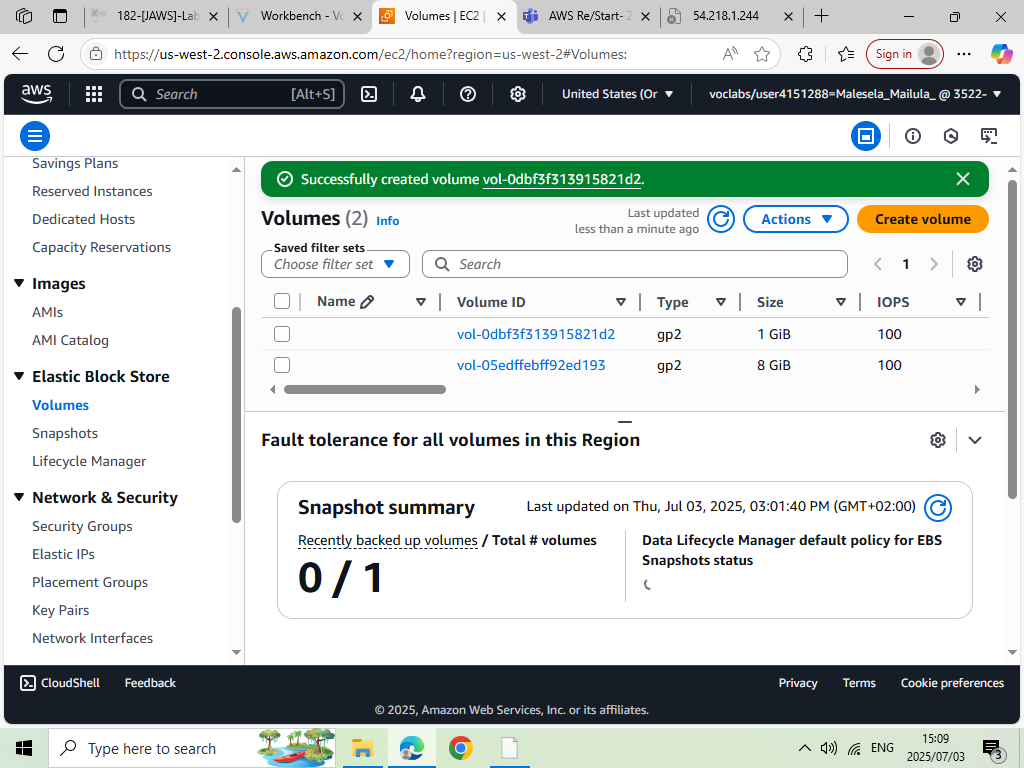 182-[JAWS]-Lab
Workbench - Vo
Volumes | EC2 |
AWS Re/Start- 2
54.218.1.244
https://us-west-2.console.aws.amazon.com/ec2/home?region=us-west-2#Volumes:
Sign in
aws
Search
[Alt+S]
United States (Or
voclabs/user4151288=Malesela_Mailula_ @ 3522-
Savings Plans
Reserved Instances
Dedicated Hosts
Capacity Reservations
Images
AMIs
AMI Catalog
Elastic Block Store
Volumes
Snapshots
Lifecycle Manager
Network & Security
Security Groups
Elastic IPs
Placement Groups
Key Pairs
Network Interfaces
Successfully created volume vol-0dbf3f313915821d2.
Volumes (2) Info
Last updated
less than a minute ago
Actions
Create volume
Saved filter sets
Choose filter set
Search
1
Name
Volume ID
Type
Size
IOPS
vol-0dbf3f313915821d2 gp2 1 GiB 100
vol-05edffebff92ed193 gp2 8 GiB 100
Fault tolerance for all volumes in this Region
Snapshot summary
Last updated on Thu, Jul 03, 2025, 03:01:40 PM (GMT+02:00)
Recently backed up volumes / Total # volumes
0 / 1
Data Lifecycle Manager default policy for EBS
Snapshots status
CloudShell
Feedback
Privacy
Terms
Cookie preferences
© 2025, Amazon Web Services, Inc. or its affiliates.
Type here to search
ENG
15:09
2025/07/03
3